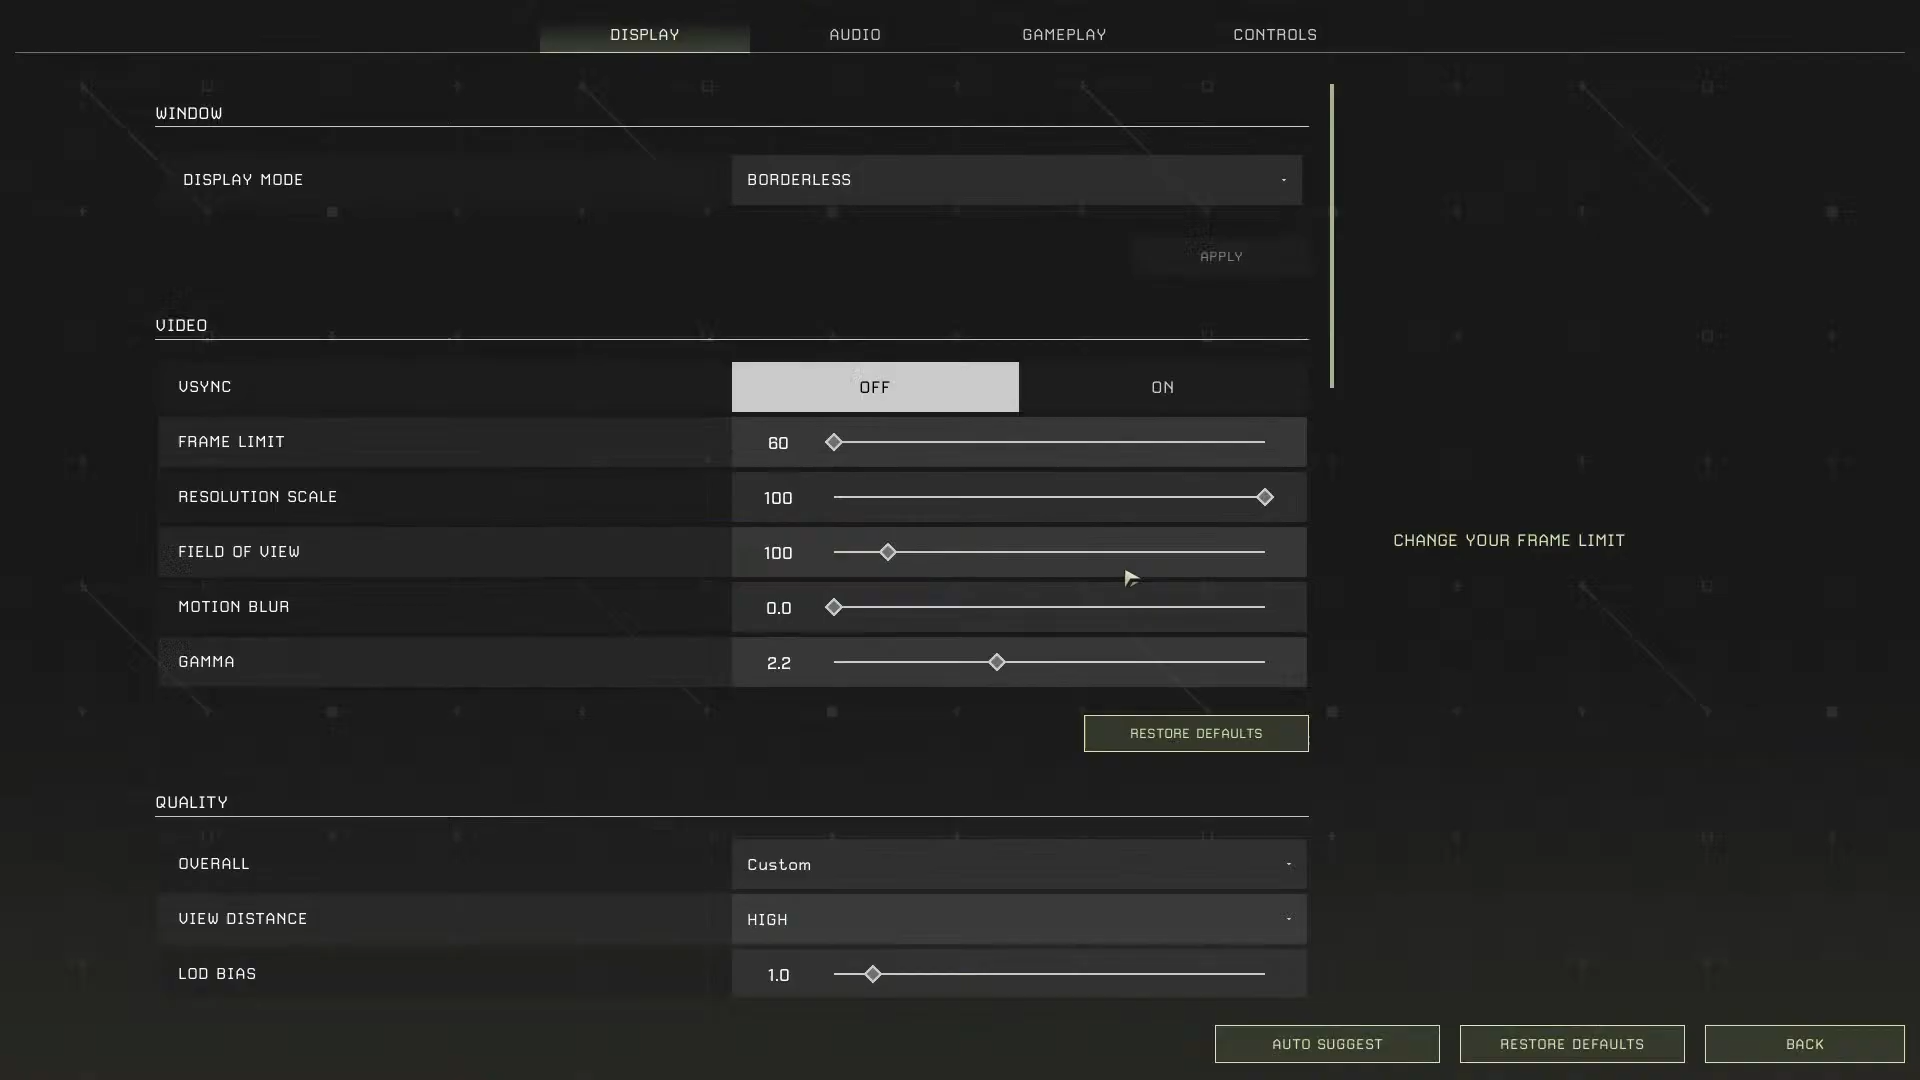 DISPLAY AUDIO GAMEPLAY CONTROLS
WINDOW
DISPLAY MODE BORDERLESS
APPLY
VIDEO
VSYNC OFF ON
FRAME LIMIT 60
RESOLUTION SCALE 100
FIELD OF VIEW 100
CHANGE YOUR FRAME LIMIT
MOTION BLUR 0.0
GAMMA 2.2
RESTORE DEFAULTS
QUALITY
OVERALL Custom
VIEW DISTANCE HIGH
LOD BIAS 1.0
AUTO SUGGEST RESTORE DEFAULTS BACK